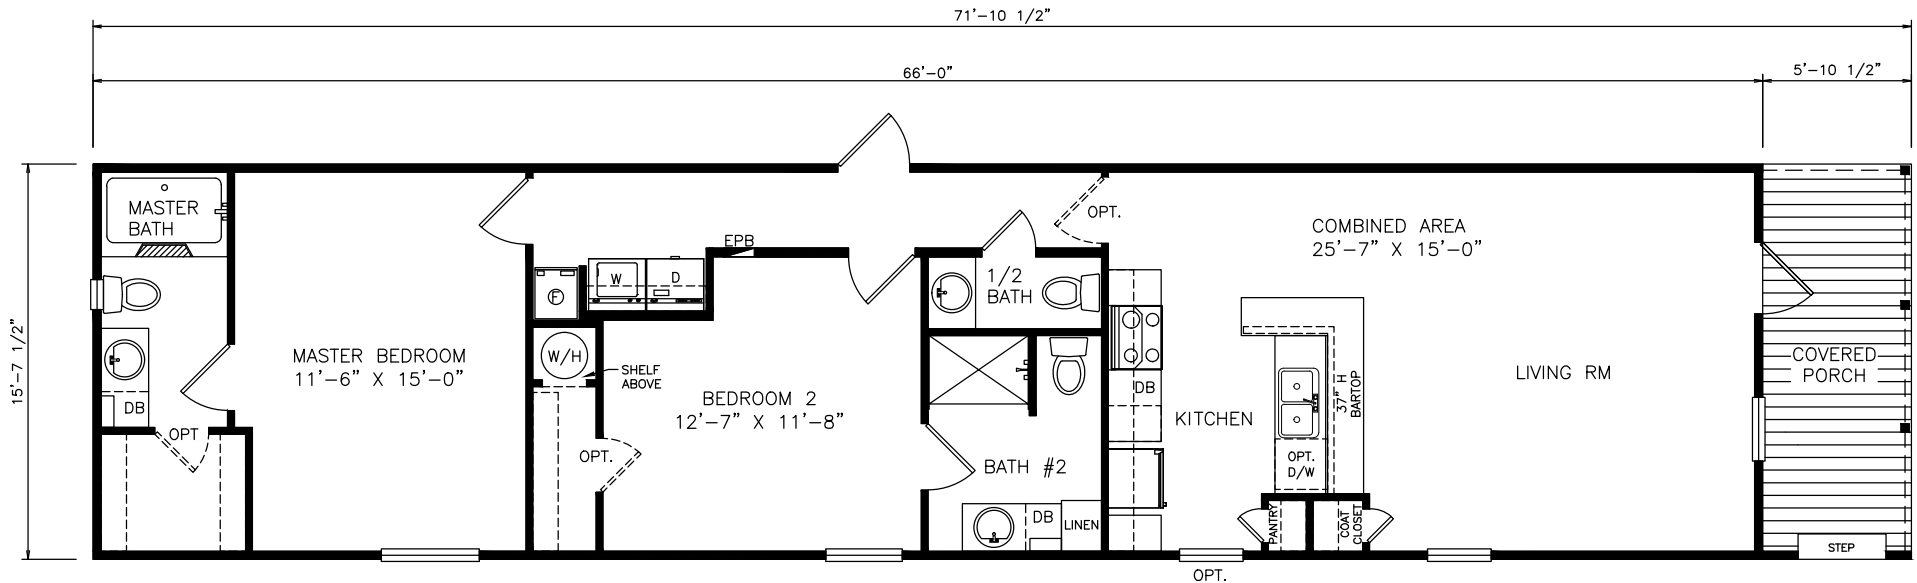 71'-10 1/2"
66'-0"
5'-10 1/2"
15'-7 1/2"
MASTER
BATH
DB
OPT
MASTER BEDROOM
11'-6" X 15'-0"
F
W
D
EPB
W/H
SHELF
ABOVE
OPT.
BEDROOM 2
12'-7" X 11'-8"
1/2
BATH
OPT.
BATH #2
DB
LINEN
DB
KITCHEN
OPT.
D/W
37" H
BARTOP
PANTRY
COAT
CLOSET
OPT.
COMBINED AREA
25'-7" X 15'-0"
LIVING RM
COVERED
PORCH
STEP